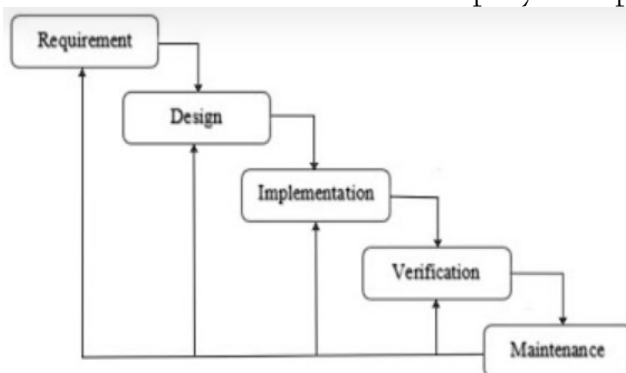 Requirement
Design
Implementation
Verification
Maintenance